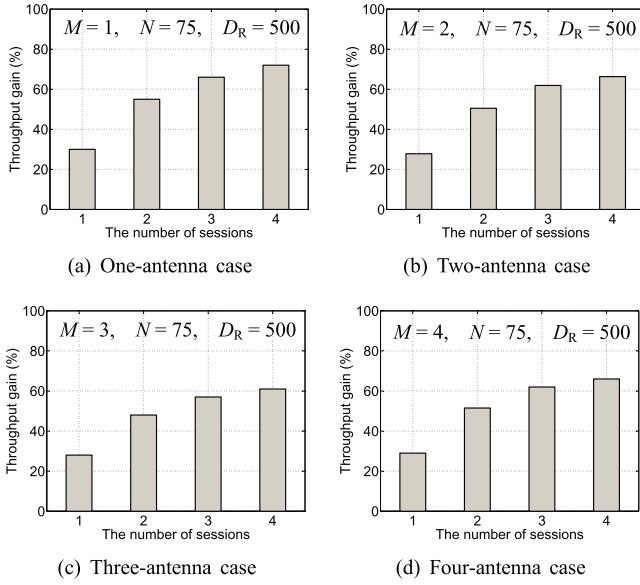 100
80
60
40
20
0
Throughput gain (%)
M = 1, N = 75, D_R = 500
1 2 3 4
The number of sessions
(a) One-antenna case
100
80
60
40
20
0
Throughput gain (%)
M = 2, N = 75, D_R = 500
1 2 3 4
The number of sessions
(b) Two-antenna case
100
80
60
40
20
0
Throughput gain (%)
M = 3, N = 75, D_R = 500
1 2 3 4
The number of sessions
(c) Three-antenna case
100
80
60
40
20
0
Throughput gain (%)
M = 4, N = 75, D_R = 500
1 2 3 4
The number of sessions
(d) Four-antenna case